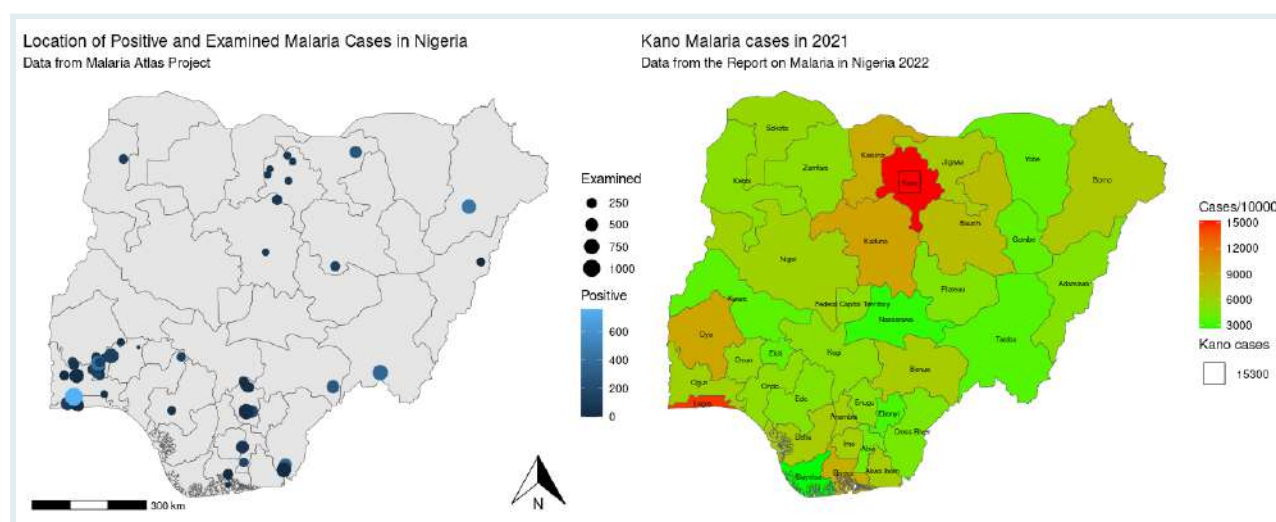 Location of Positive and Examined Malaria Cases in Nigeria
Data from Malaria Atlas Project
Examined
250
500
750
1000
Positive
600
400
200
0
300 km
N
Kano Malaria cases in 2021
Data from the Report on Malaria in Nigeria 2022
Sokoto
Katsina
Jigawa
Yobe
Zamfara
Kano
Borno
Kebbi
Bauchi
Gombe
Kaduna
Niger
Adamawa
Plateau
Federal Capital Territory
Kwara
Nassarawa
Oyo
Taraba
Ekiti
Osun
Kogi
Benue
Ogun
Ondo
Edo
Enugu
Lagos
Anambra
Ebonyi
Cross River
Delta
Imo
Abia
Akwa Ibom
Rivers
Bayelsa
Cases/10000
15000
12000
9000
6000
3000
Kano cases
15300